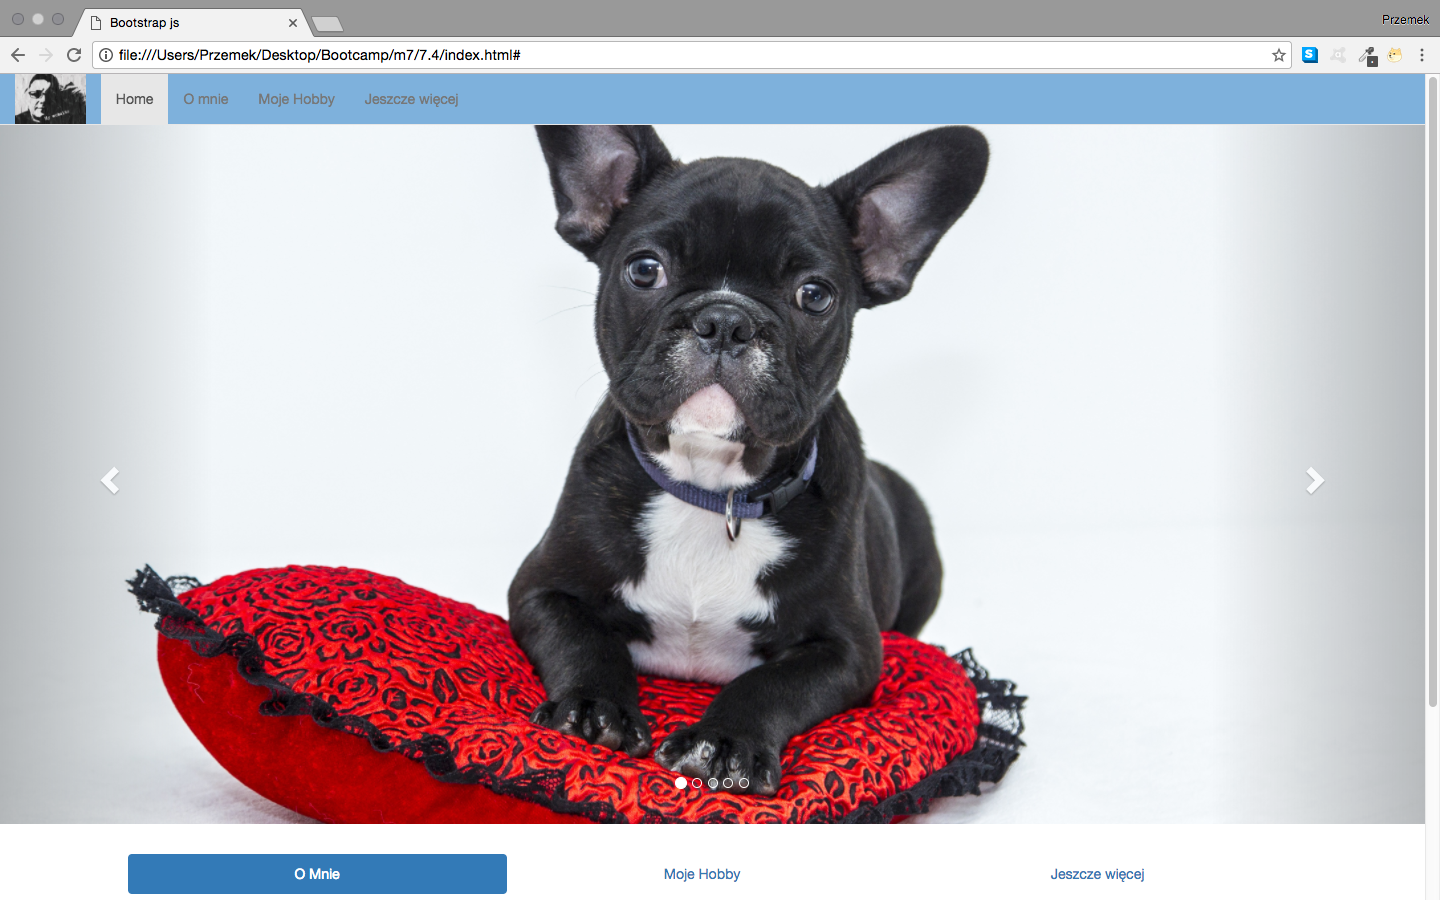 Bootstrap js
Przemek
file:///Users/Przemek/Desktop/Bootcamp/m7/7.4/index.html#
Home
O mnie
Moje Hobby
Jeszcze więcej
O Mnie
Moje Hobby
Jeszcze więcej